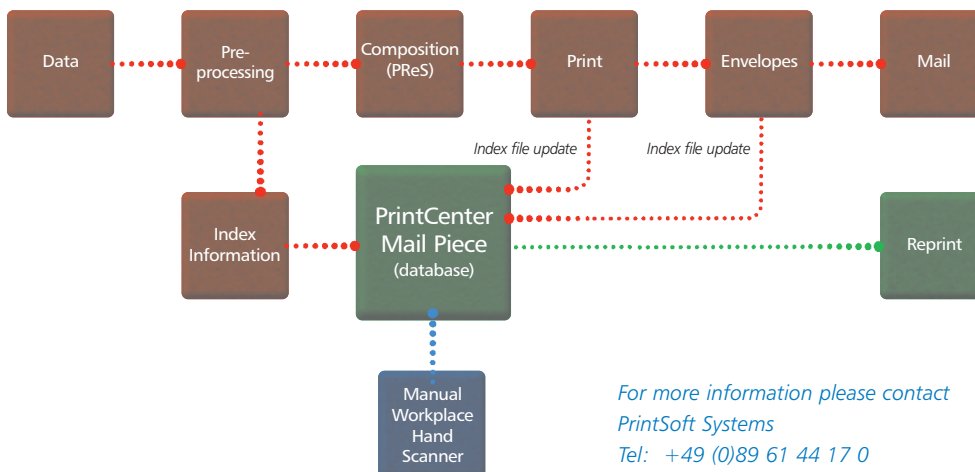 Data
Pre-
processing
Composition
(PReS)
Print
Envelopes
Mail
Index file update
Index file update
Index
Information
PrintCenter
Mail Piece
(database)
Reprint
Manual
Workplace
Hand
Scanner
For more information please contact
PrintSoft Systems
Tel: +49 (0)89 61 44 17 0